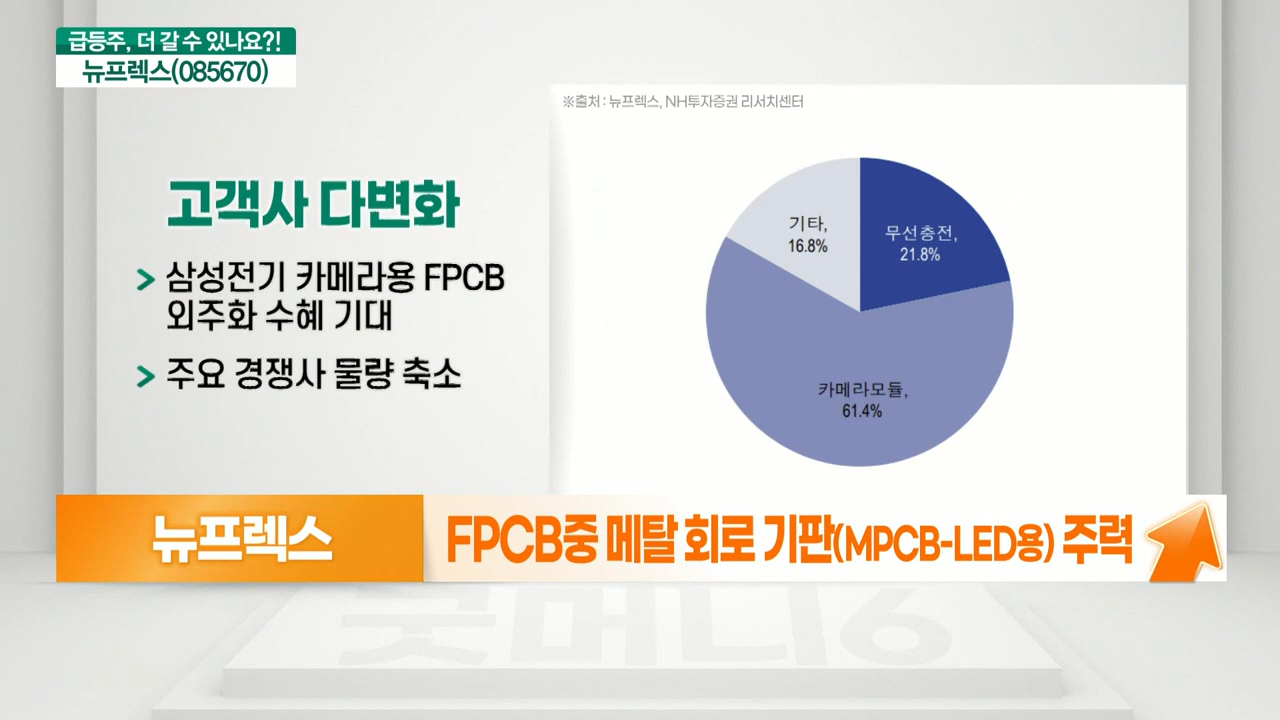 급등주, 더 갈 수 있나요?!
뉴프렉스(085670)
※출처 : 뉴프렉스, NH투자증권 리서치센터
고객사 다변화
> 삼성전기 카메라용 FPCB
외주화 수혜 기대
> 주요 경쟁사 물량 축소
기타,
16.8%
무선충전,
21.8%
카메라모듈,
61.4%
뉴프렉스
FPCB중 메탈 회로 기판(MPCB-LED용) 주력
굿머니6